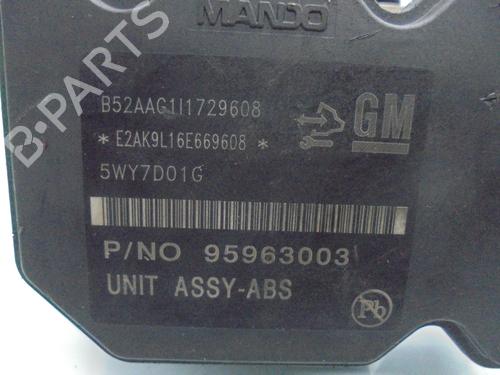 MANDO
B52AAG1I1729608
*E2AK9L16E669608*
GM
5WY7D01G
P/NO 95963003
UNIT ASSY-ABS
Pb
B-PARTS